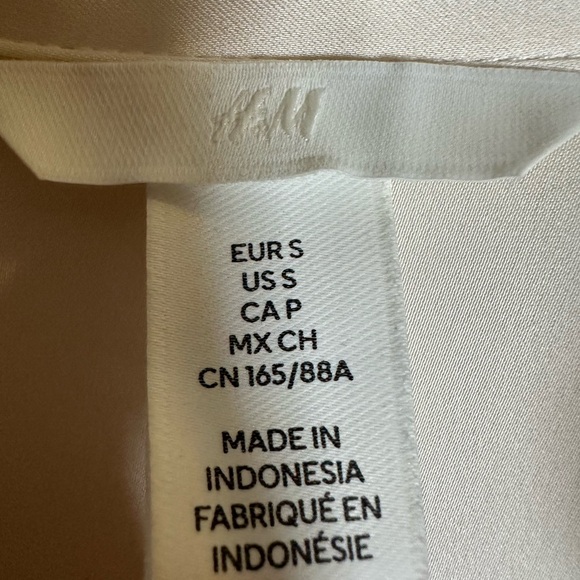 H&M
EUR S
US S
CA P
MX CH
CN 165/88A
MADE IN
INDONESIA
FABRIQUÉ EN
INDONÉSIE